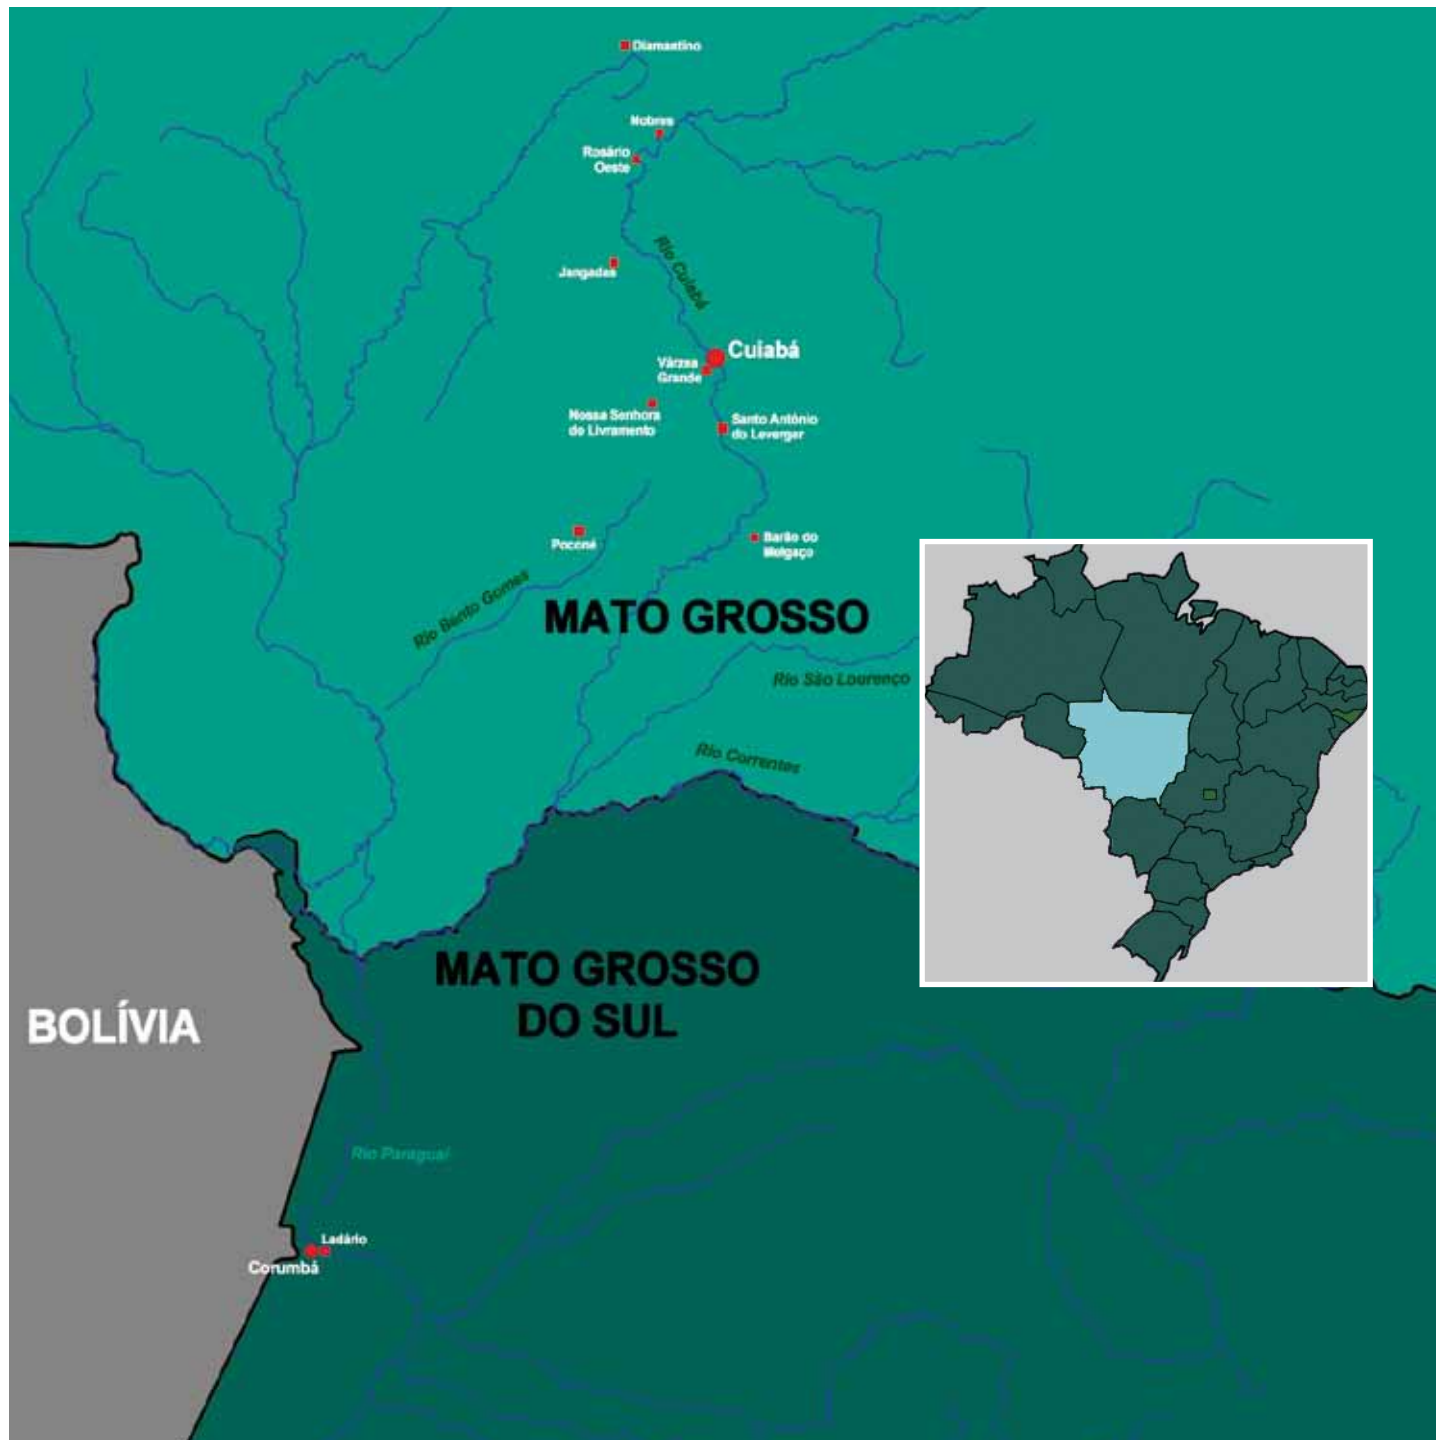 Diamantino
Nobres
Rosário
Oeste
Rio Cuiabá
Jangadas
Cuiabá
Várzea
Grande
Nossa Senhora
do Livramento
Santo Antônio
do Leverger
Poconé
Barão do
Melgaço
Rio Bento Gomes
MATO GROSSO
Rio São Lourenço
Rio Correntes
MATO GROSSO
DO SUL
BOLÍVIA
Rio Paraguai
Ladário
Corumbá